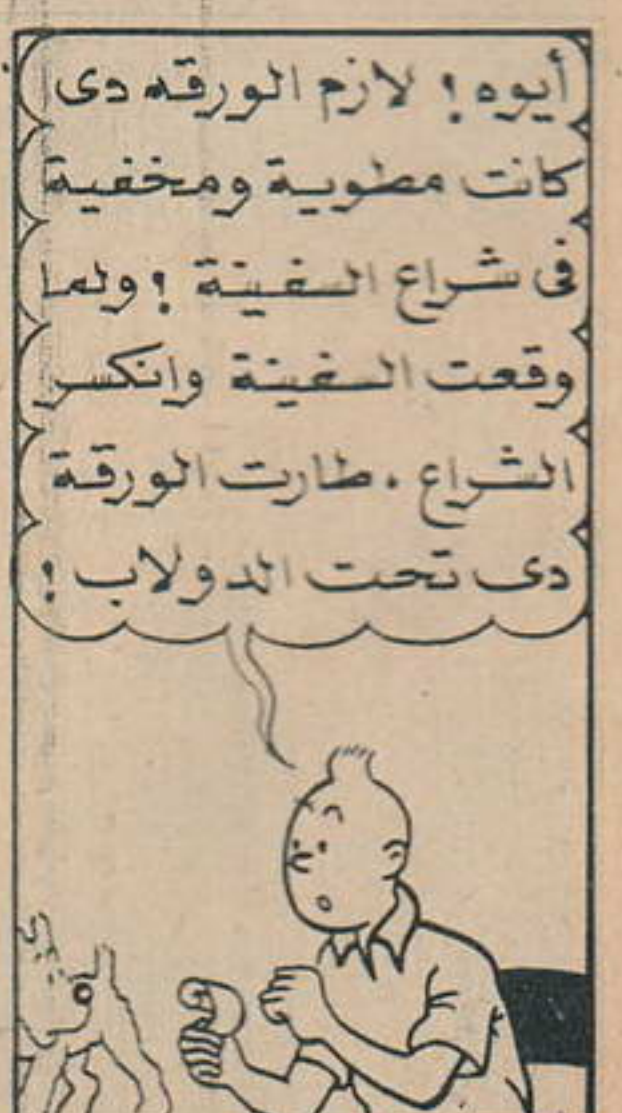 أيوه! لازم الورقه دى
كانت مطوية ومخفية
فى شراع السفينة! ولما
وقعت السفينة وانكسر
الشراع، طارت الورقة
دى تحت الدولاب!